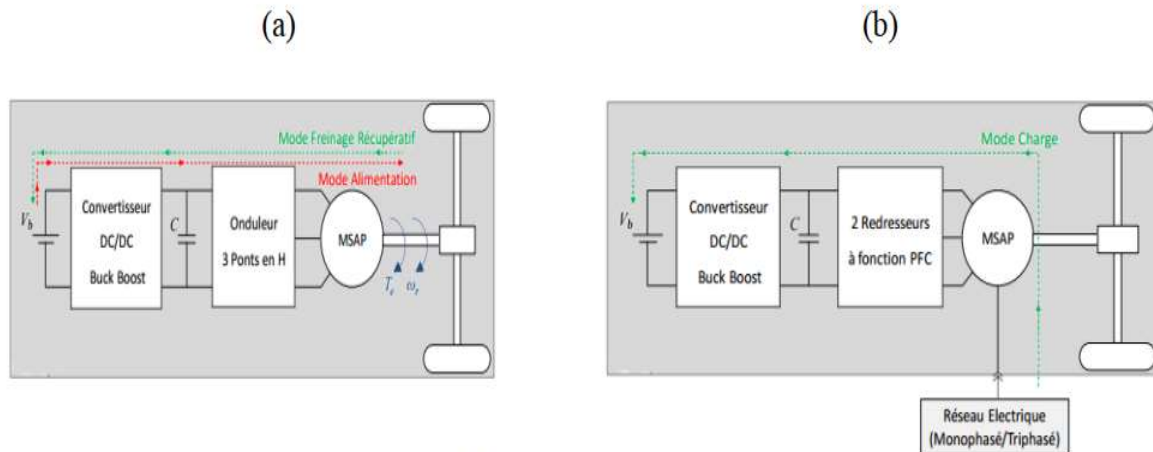 (a)
(b)
Mode Freinage Récupératif
Mode Alimentation
V_b
Convertisseur
DC/DC
Buck Boost
C
Onduleur
3 Ponts en H
MSAP
T_e ω_r
Mode Charge
V_b
Convertisseur
DC/DC
Buck Boost
C
2 Redresseurs
à fonction PFC
MSAP
Réseau Electrique
(Monophasé/Triphasé)